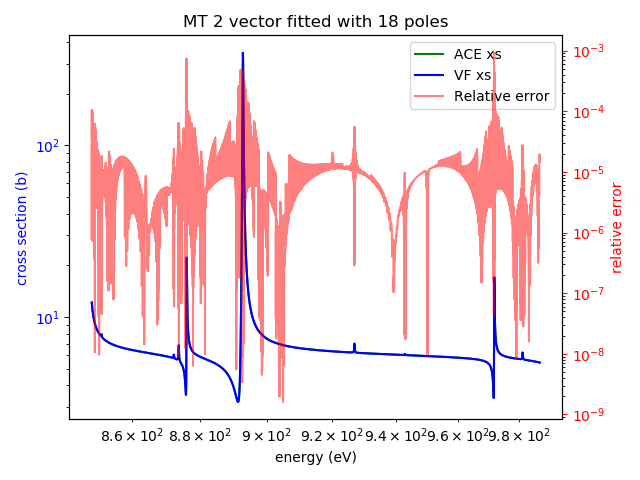 MT 2 vector fitted with 18 poles
ACE xs
VF xs
Relative error
cross section (b)
10²
10¹
relative error
10⁻³
10⁻⁴
10⁻⁵
10⁻⁶
10⁻⁷
10⁻⁸
10⁻⁹
8.6 × 10² 8.8 × 10² 9 × 10² 9.2 × 10² 9.4 × 10² 9.6 × 10² 9.8 × 10²
energy (eV)